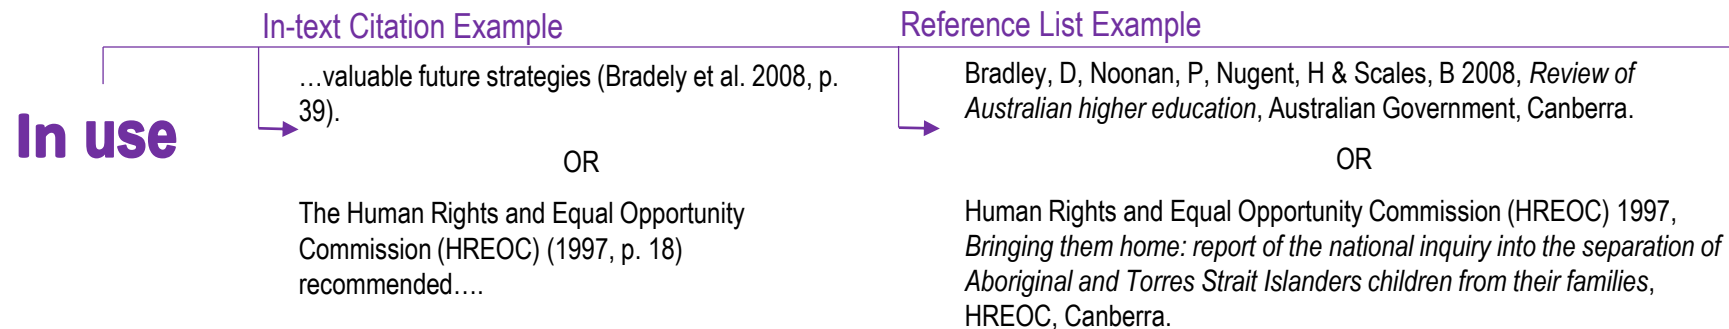 In use
In-text Citation Example
…valuable future strategies (Bradely et al. 2008, p.
39).
OR
The Human Rights and Equal Opportunity
Commission (HREOC) (1997, p. 18)
recommended….
Reference List Example
Bradley, D, Noonan, P, Nugent, H & Scales, B 2008, Review of
Australian higher education, Australian Government, Canberra.
OR
Human Rights and Equal Opportunity Commission (HREOC) 1997,
Bringing them home: report of the national inquiry into the separation of
Aboriginal and Torres Strait Islanders children from their families,
HREOC, Canberra.